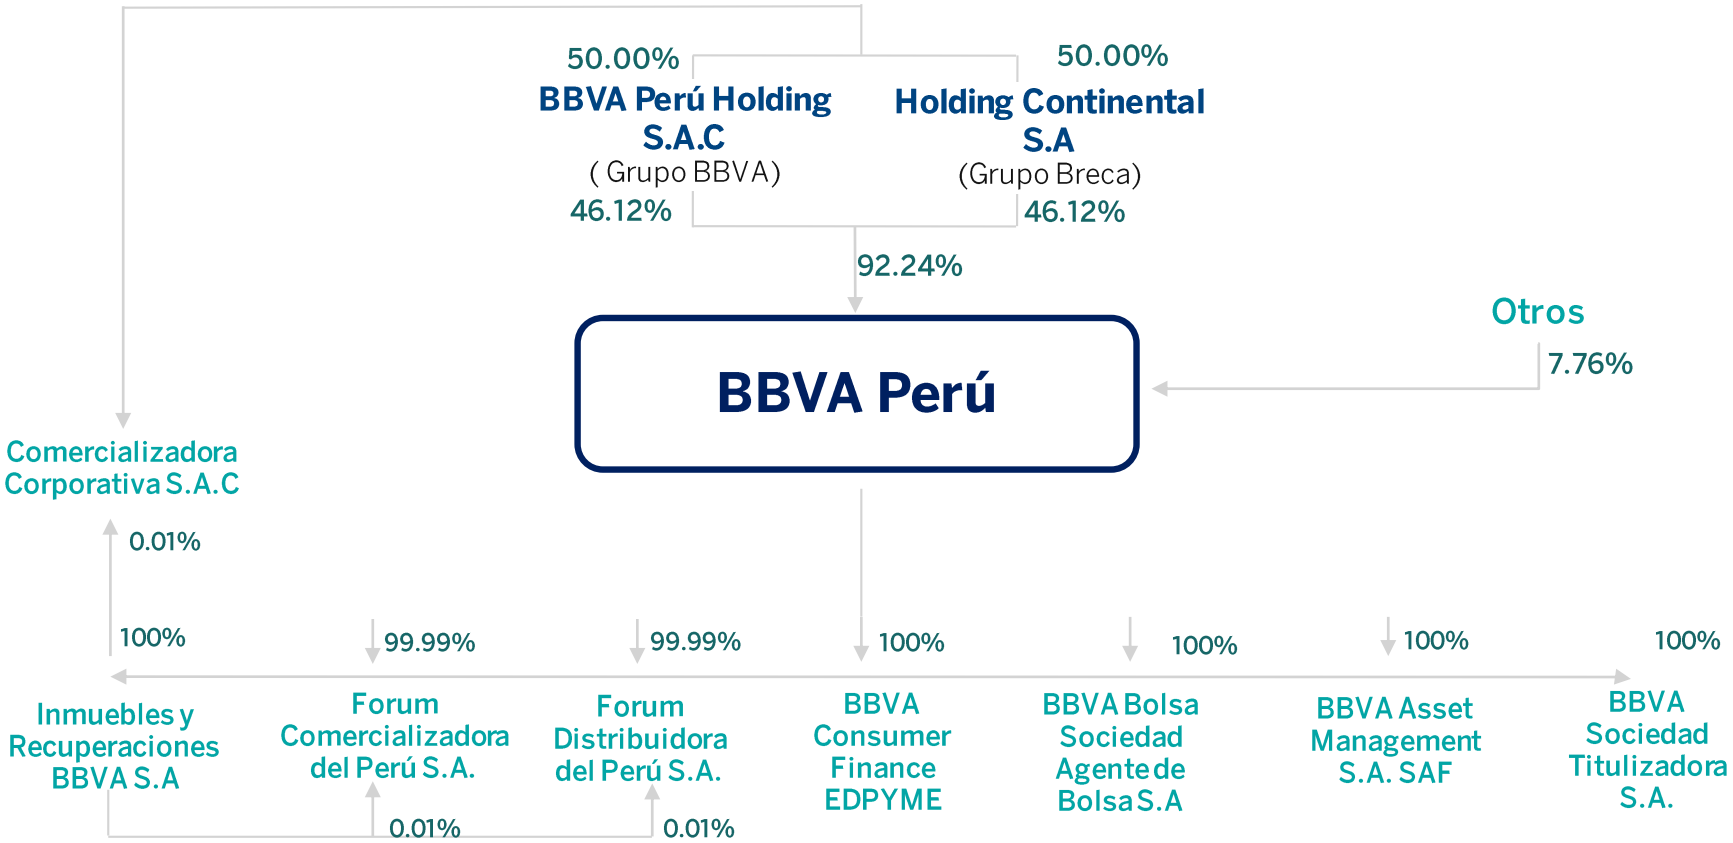 50.00%
50.00%
BBVA Perú Holding
S.A.C
( Grupo BBVA)
46.12%
Holding Continental
S.A
(Grupo Breca)
46.12%
92.24%
Otros
7.76%
BBVA Perú
Comercializadora
Corporativa S.A.C
0.01%
100%
99.99%
99.99%
100%
100%
100%
100%
Inmuebles y
Recuperaciones
BBVA S.A
Forum
Comercializadora
del Perú S.A.
Forum
Distribuidora
del Perú S.A.
BBVA
Consumer
Finance
EDPYME
BBVA Bolsa
Sociedad
Agente de
Bolsa S.A
BBVA Asset
Management
S.A. SAF
BBVA
Sociedad
Titulizadora
S.A.
0.01%
0.01%